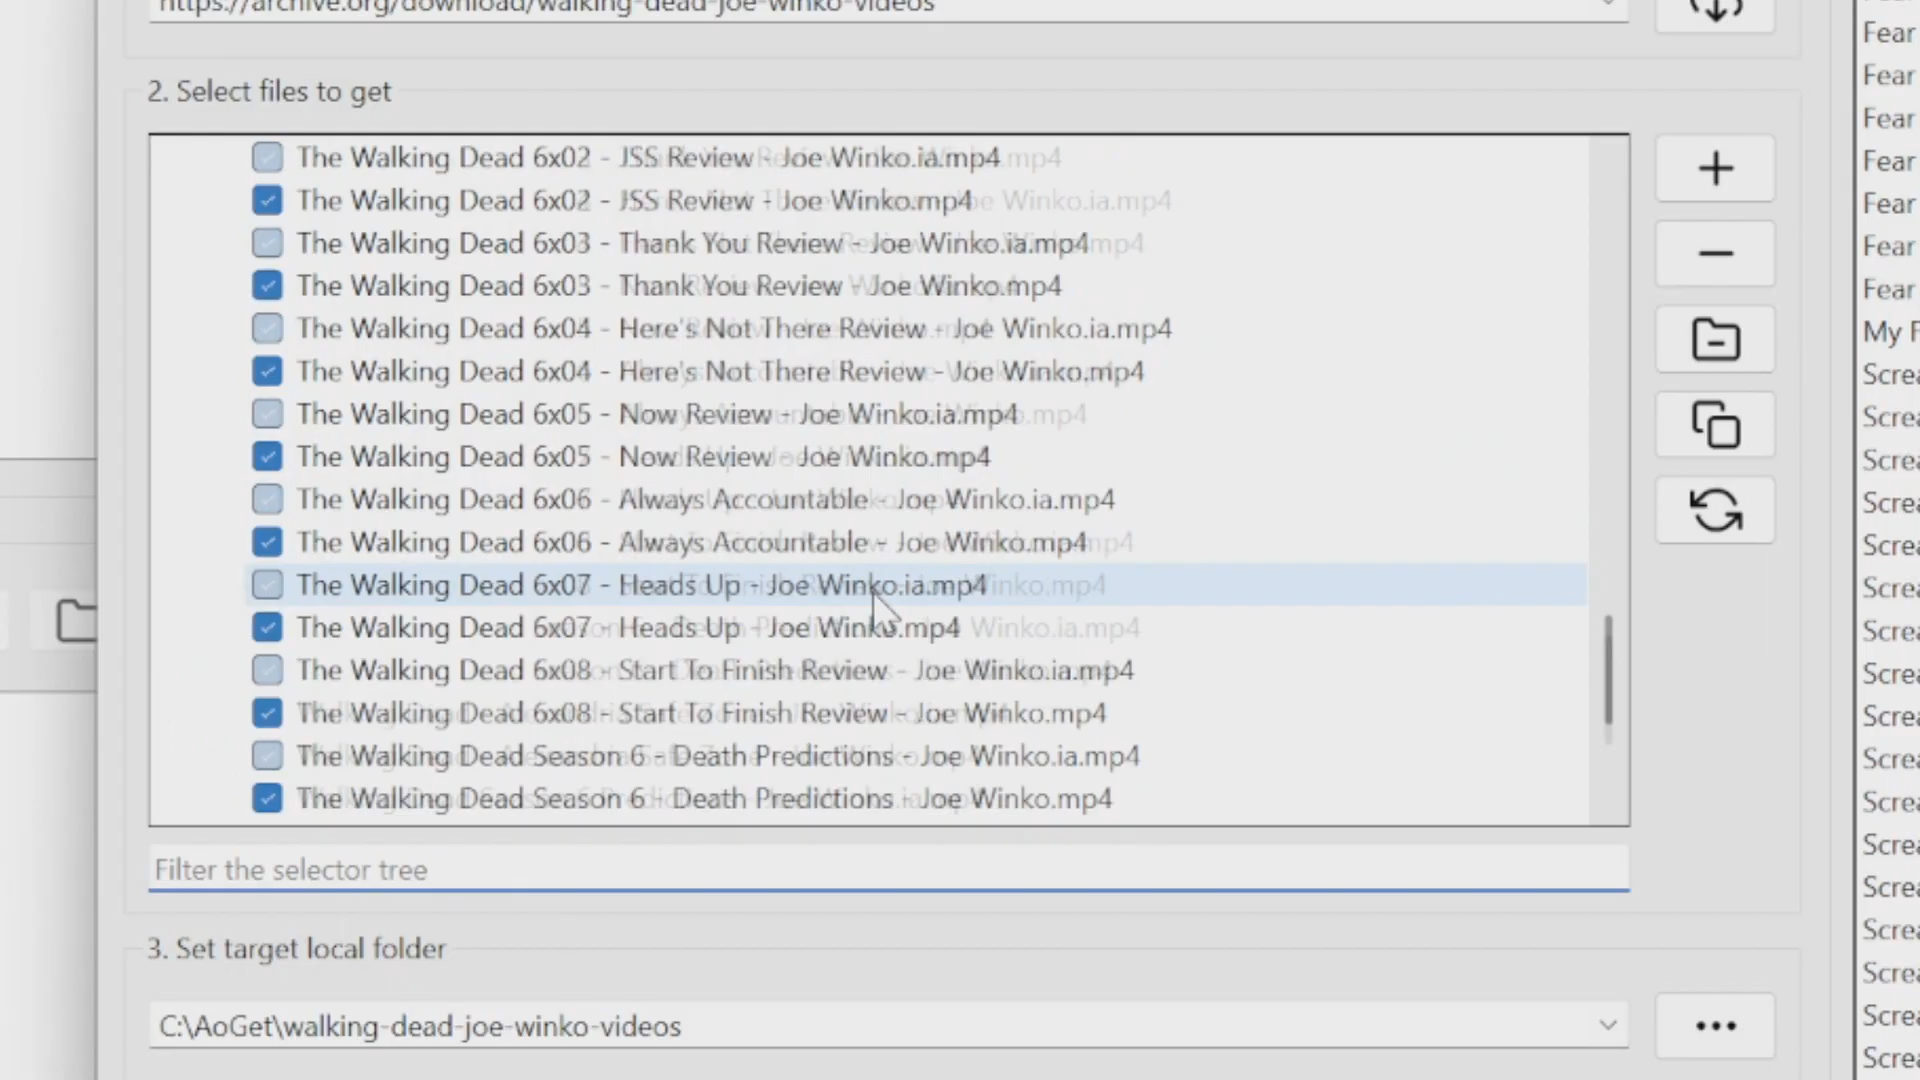 https://archive.org/download/walking-dead-joe-winko-videos
2. Select files to get
The Walking Dead 6x02 - JSS Review - Joe Winko.ia.mp4
The Walking Dead 6x02 - JSS Review - Joe Winko.mp4
The Walking Dead 6x03 - Thank You Review - Joe Winko.ia.mp4
The Walking Dead 6x03 - Thank You Review - Joe Winko.mp4
The Walking Dead 6x04 - Here's Not There Review - Joe Winko.ia.mp4
The Walking Dead 6x04 - Here's Not There Review - Joe Winko.mp4
The Walking Dead 6x05 - Now Review - Joe Winko.ia.mp4
The Walking Dead 6x05 - Now Review - Joe Winko.mp4
The Walking Dead 6x06 - Always Accountable - Joe Winko.ia.mp4
The Walking Dead 6x06 - Always Accountable - Joe Winko.mp4
The Walking Dead 6x07 - Heads Up - Joe Winko.ia.mp4
The Walking Dead 6x07 - Heads Up - Joe Winko.mp4
The Walking Dead 6x08 - Start To Finish Review - Joe Winko.ia.mp4
The Walking Dead 6x08 - Start To Finish Review - Joe Winko.mp4
The Walking Dead Season 6 - Death Predictions - Joe Winko.ia.mp4
The Walking Dead Season 6 - Death Predictions - Joe Winko.mp4
Filter the selector tree
3. Set target local folder
C:\AoGet\walking-dead-joe-winko-videos
Fear
Fear
Fear
Fear
Fear
Fear
Fear
My